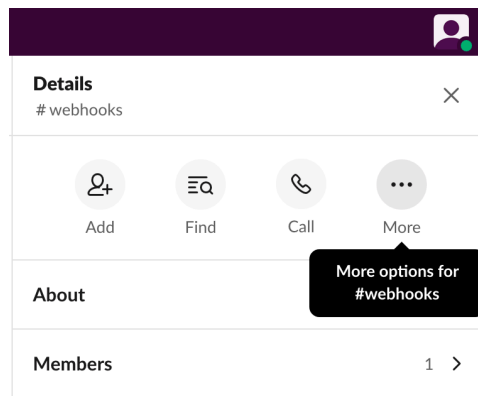 Details
# webhooks
Add Find Call More
More options for
#webhooks
About
Members 1